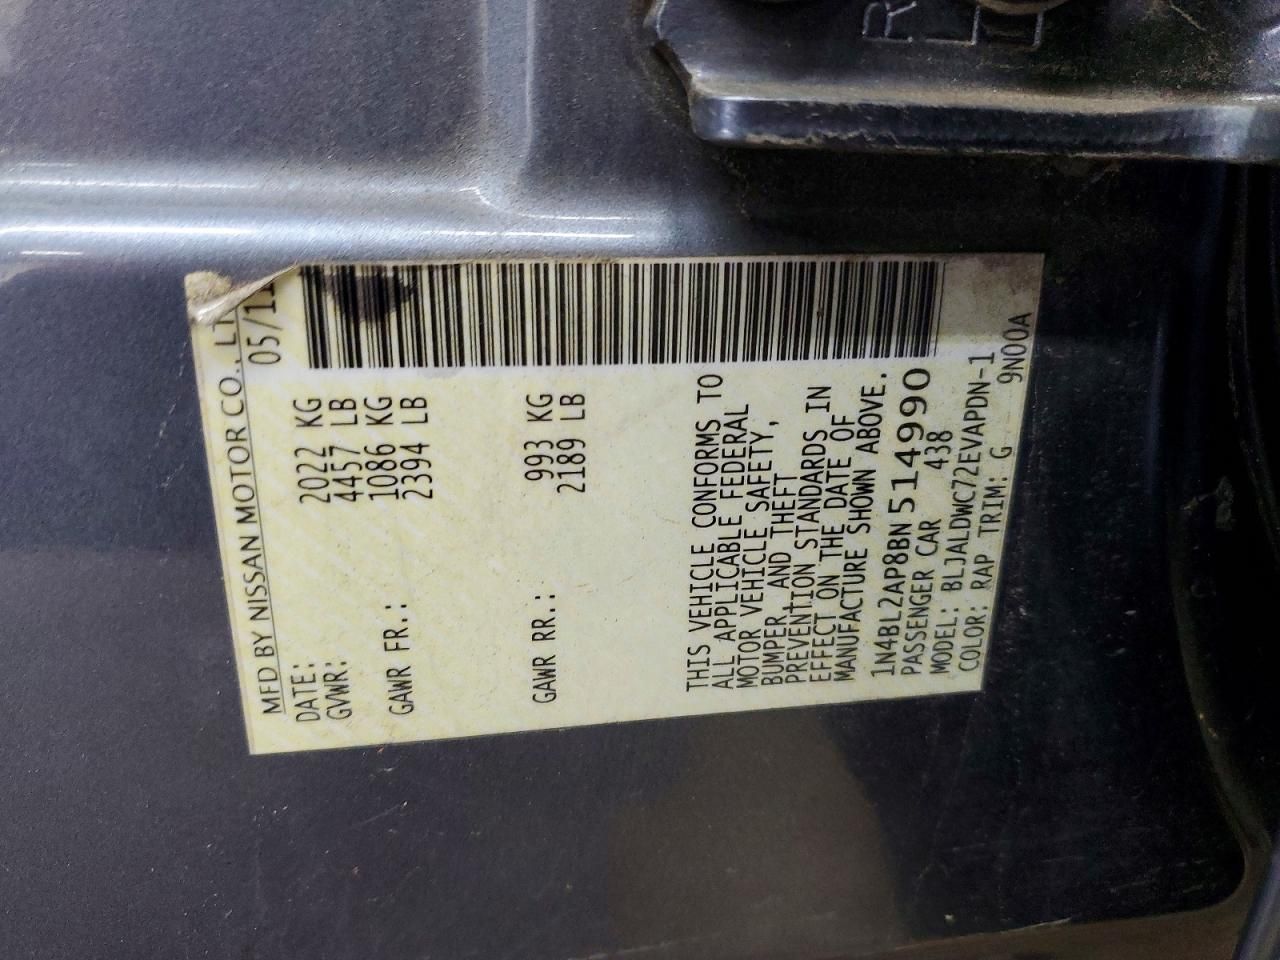 MFD BY NISSAN MOTOR CO., LT
DATE: 05/11
GVWR: 2022 KG
4457 LB
GAWR FR.: 1086 KG
2394 LB
GAWR RR.: 993 KG
2189 LB
THIS VEHICLE CONFORMS TO
ALL APPLICABLE FEDERAL
MOTOR VEHICLE SAFETY,
BUMPER, AND THEFT
PREVENTION STANDARDS IN
EFFECT ON THE DATE OF
MANUFACTURE SHOWN ABOVE.
1N4BL2AP8BN514990
PASSENGER CAR 438
MODEL: BLJALDWC72EVAPDN-1
COLOR: RAP TRIM: G 9N00A
R